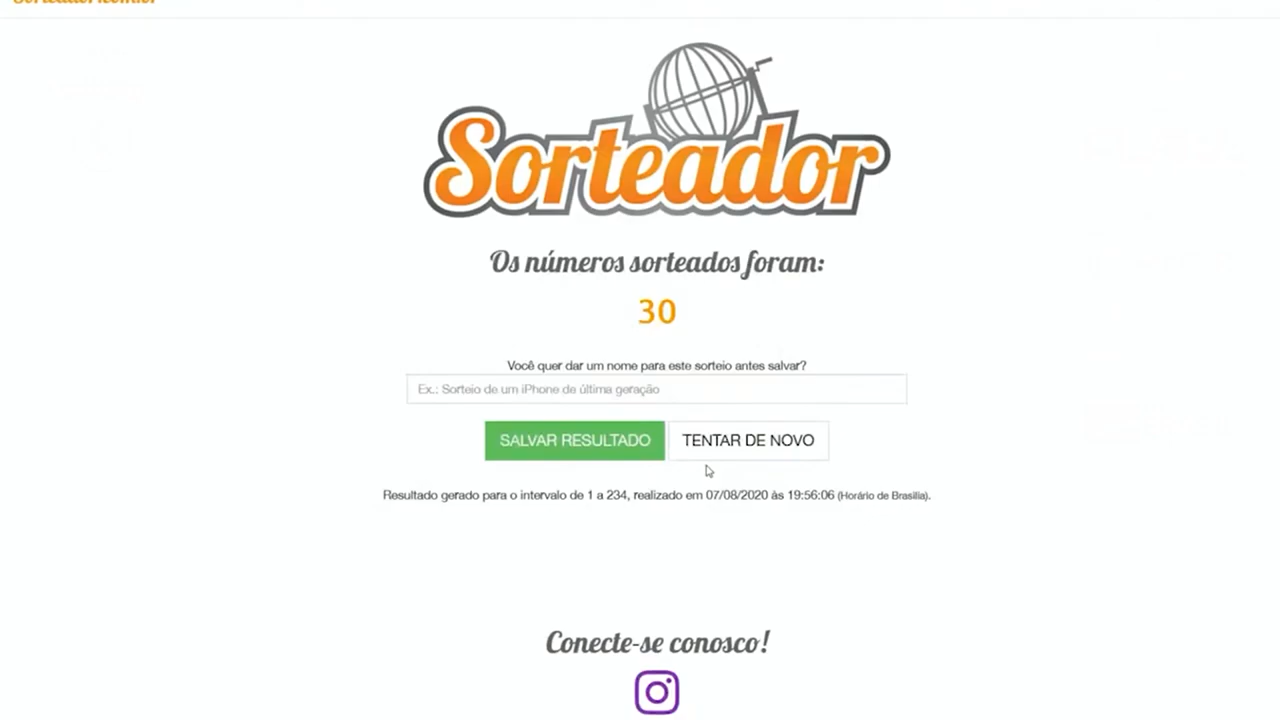 Sorteador
Os números sorteados foram:
30
Você quer dar um nome para este sorteio antes salvar?
Ex.: Sorteio de um iPhone de última geração
SALVAR RESULTADO TENTAR DE NOVO
Resultado gerado para o intervalo de 1 a 234, realizado em 07/08/2020 às 19:56:06 (Horário de Brasilia).
Conecte-se conosco!